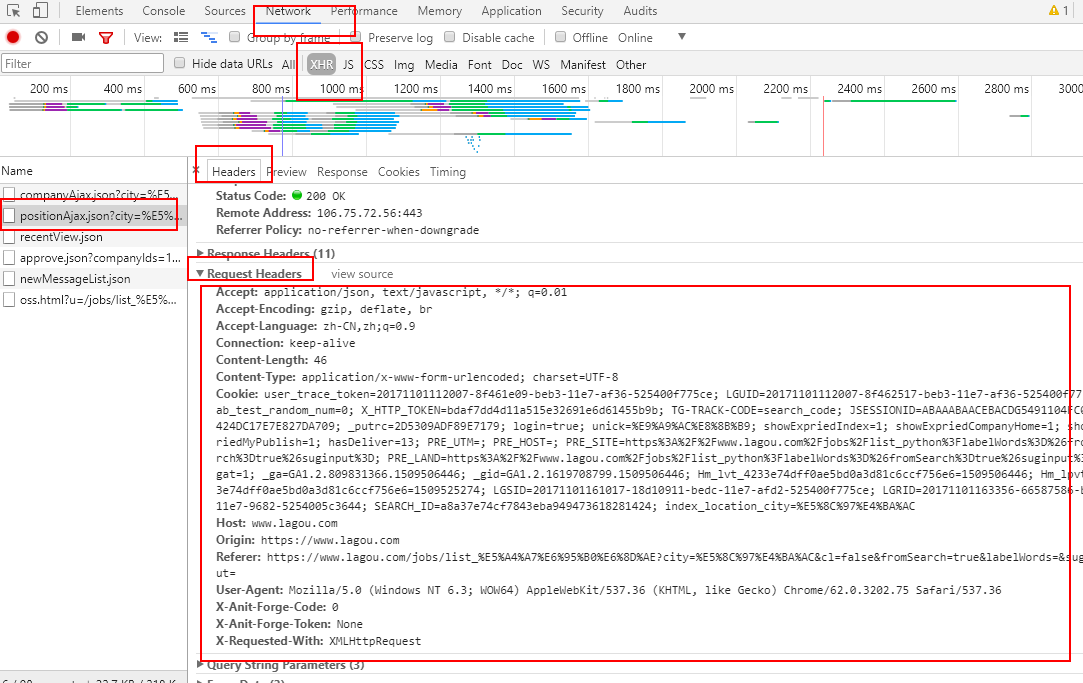 Elements Console Sources Network Performance Memory Application Security Audits 1
View: Group by frame Preserve log Disable cache Offline Online
Filter Hide data URLs All XHR JS CSS Img Media Font Doc WS Manifest Other
200 ms 400 ms 600 ms 800 ms 1000 ms 1200 ms 1400 ms 1600 ms 1800 ms 2000 ms 2200 ms 2400 ms 2600 ms 2800 ms 3000
Name
companyAjax.json?city=%E5...
positionAjax.json?city=%E5%...
recentView.json
approve.json?companyIds=1...
newMessageList.json
oss.html?u=/jobs/list_%E5%...
× Headers Preview Response Cookies Timing
Status Code: 200 OK
Remote Address: 106.75.72.56:443
Referrer Policy: no-referrer-when-downgrade
Response Headers (11)
Request Headers view source
Accept: application/json, text/javascript, */*; q=0.01
Accept-Encoding: gzip, deflate, br
Accept-Language: zh-CN,zh;q=0.9
Connection: keep-alive
Content-Length: 46
Content-Type: application/x-www-form-urlencoded; charset=UTF-8
Cookie: user_trace_token=20171101112007-8f461e09-beb3-11e7-af36-525400f775ce; LGUID=20171101112007-8f462517-beb3-11e7-af36-525400f77
ab_test_random_num=0; X_HTTP_TOKEN=bdaf7dd4d11a515e32691e6d61455b9b; TG-TRACK-CODE=search_code; JSESSIONID=ABAAABAACEBACDG5491104FC0
424DC17E7E827DA709; _putrc=2D5309ADF89E7179; login=true; unick=%E9%A9%AC%E8%8B%B9; showExpriedIndex=1; showExpriedCompanyHome=1; sho
priedMyPublish=1; hasDeliver=13; PRE_UTM=; PRE_HOST=; PRE_SITE=https%3A%2F%2Fwww.lagou.com%2Fjobs%2Flist_python%3FlabelWords%3D%26fro
rch%3Dtrue%26suginput%3D; PRE_LAND=https%3A%2F%2Fwww.lagou.com%2Fjobs%2Flist_python%3FlabelWords%3D%26fromSearch%3Dtrue%26suginput%3
gat=1; _ga=GA1.2.809831366.1509506446; _gid=GA1.2.1619708799.1509506446; Hm_lvt_4233e74dff0ae5bd0a3d81c6ccf756e6=1509506446; Hm_lpvt
3e74dff0ae5bd0a3d81c6ccf756e6=1509525274; LGSID=20171101161017-18d10911-bedc-11e7-afd2-525400f775ce; LGRID=20171101163356-66587586-b
11e7-9682-5254005c3644; SEARCH_ID=a8a37e74cf7843eba949473618281424; index_location_city=%E5%8C%97%E4%BA%AC
Host: www.lagou.com
Origin: https://www.lagou.com
Referer: https://www.lagou.com/jobs/list_%E5%A4%A7%E6%95%B0%E6%8D%AE?city=%E5%8C%97%E4%BA%AC&cl=false&fromSearch=true&labelWords=&sug
ut=
User-Agent: Mozilla/5.0 (Windows NT 6.3; WOW64) AppleWebKit/537.36 (KHTML, like Gecko) Chrome/62.0.3202.75 Safari/537.36
X-Anit-Forge-Code: 0
X-Anit-Forge-Token: None
X-Requested-With: XMLHttpRequest
Query String Parameters (3)